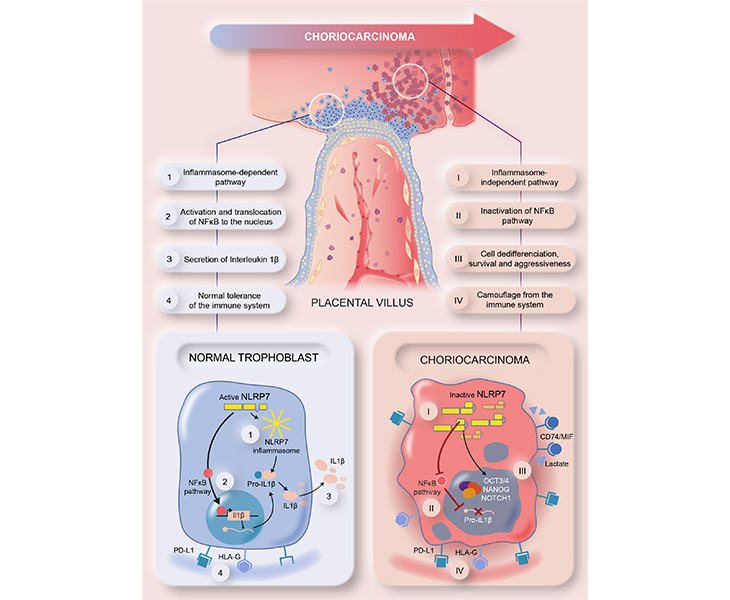 CHORIOCARCINOMA
1
Inflammasome-dependent
pathway
2
Activation and translocation
of NFκB to the nucleus
3
Secretion of Interleukin 1β
4
Normal tolerance
of the immune system
I
Inflammasome-
independent pathway
II
Inactivation of NFκB
pathway
III
Cell dedifferenciation,
survival and aggressiveness
IV
Camouflage from the
immune system
PLACENTAL VILLUS
NORMAL TROPHOBLAST
Active NLRP7
1
NLRP7
inflammasome
IL1β
NFκB
pathway
2
Pro-IL1β
IL1β
3
Il1β
PD-L1
HLA-G
4
CHORIOCARCINOMA
Inactive NLRP7
I
CD74/MIF
Lactate
III
NFκB
pathway
OCT3/4
NANOG
NOTCH1
II
Pro-IL1β
PD-L1
HLA-G
IV